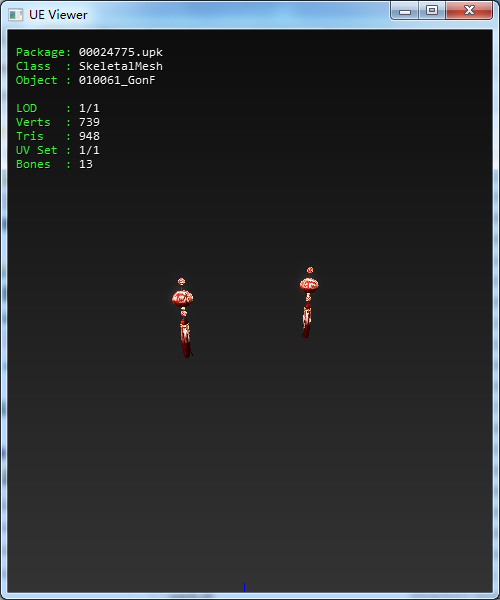 UE Viewer
Package: 00024775.upk
Class : SkeletalMesh
Object : 010061_GonF
LOD : 1/1
Verts : 739
Tris : 948
UV Set : 1/1
Bones : 13